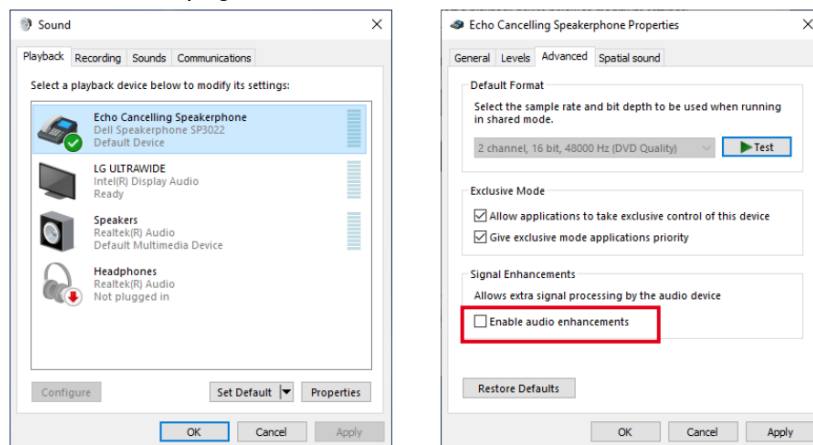 Sound
Playback Recording Sounds Communications
Select a playback device below to modify its settings:
Echo Cancelling Speakerphone
Dell Speakerphone SP3022
Default Device
LG ULTRAWIDE
Intel(R) Display Audio
Ready
Speakers
Realtek(R) Audio
Default Multimedia Device
Headphones
Realtek(R) Audio
Not plugged in
Configure Set Default Properties
OK Cancel Apply
Echo Cancelling Speakerphone Properties
General Levels Advanced Spatial sound
Default Format
Select the sample rate and bit depth to be used when running
in shared mode.
2 channel, 16 bit, 48000 Hz (DVD Quality) Test
Exclusive Mode
Allow applications to take exclusive control of this device
Give exclusive mode applications priority
Signal Enhancements
Allows extra signal processing by the audio device
Enable audio enhancements
Restore Defaults
OK Cancel Apply